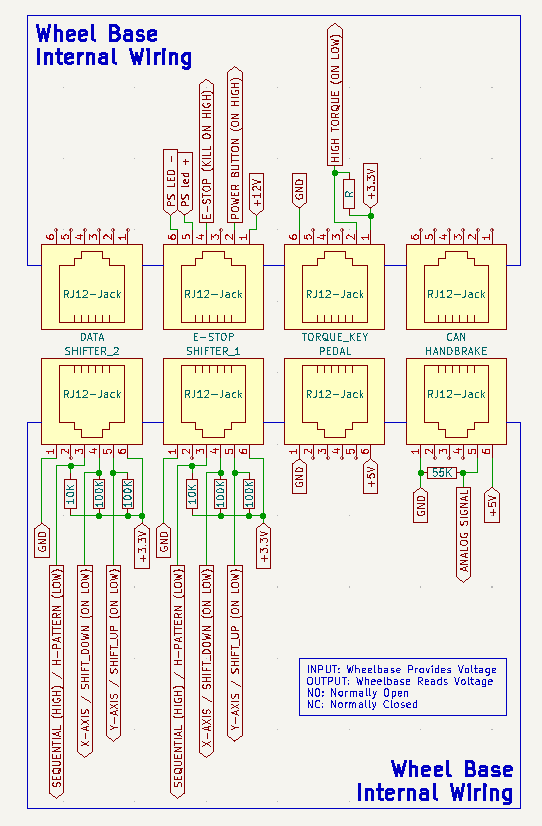 Wheel Base
Internal Wiring
HIGH TORQUE (ON LOW)
PS LED -
PS led +
E-STOP (KILL ON HIGH)
POWER BUTTON (ON HIGH)
+12V
GND
R
+3.3V
6 5 4 3 2 1
6 5 4 3 2 1
6 5 4 3 2 1
6 5 4 3 2 1
RJ12-Jack
RJ12-Jack
RJ12-Jack
RJ12-Jack
DATA
E-STOP
TORQUE_KEY
CAN
SHIFTER_2
SHIFTER_1
PEDAL
HANDBRAKE
RJ12-Jack
RJ12-Jack
RJ12-Jack
RJ12-Jack
1 2 3 4 5 6
1 2 3 4 5 6
1 2 3 4 5 6
1 2 3 4 5 6
10K
100K
100K
10K
100K
100K
55K
GND
+3.3V
GND
+3.3V
GND
+5V
GND
ANALOG SIGNAL
+5V
SEQUENTIAL (HIGH) / H-PATTERN (LOW)
X-AXIS / SHIFT_DOWN (ON LOW)
Y-AXIS / SHIFT_UP (ON LOW)
SEQUENTIAL (HIGH) / H-PATTERN (LOW)
X-AXIS / SHIFT_DOWN (ON LOW)
Y-AXIS / SHIFT_UP (ON LOW)
INPUT: Wheelbase Provides Voltage
OUTPUT: Wheelbase Reads Voltage
NO: Normally Open
NC: Normally Closed
Wheel Base
Internal Wiring